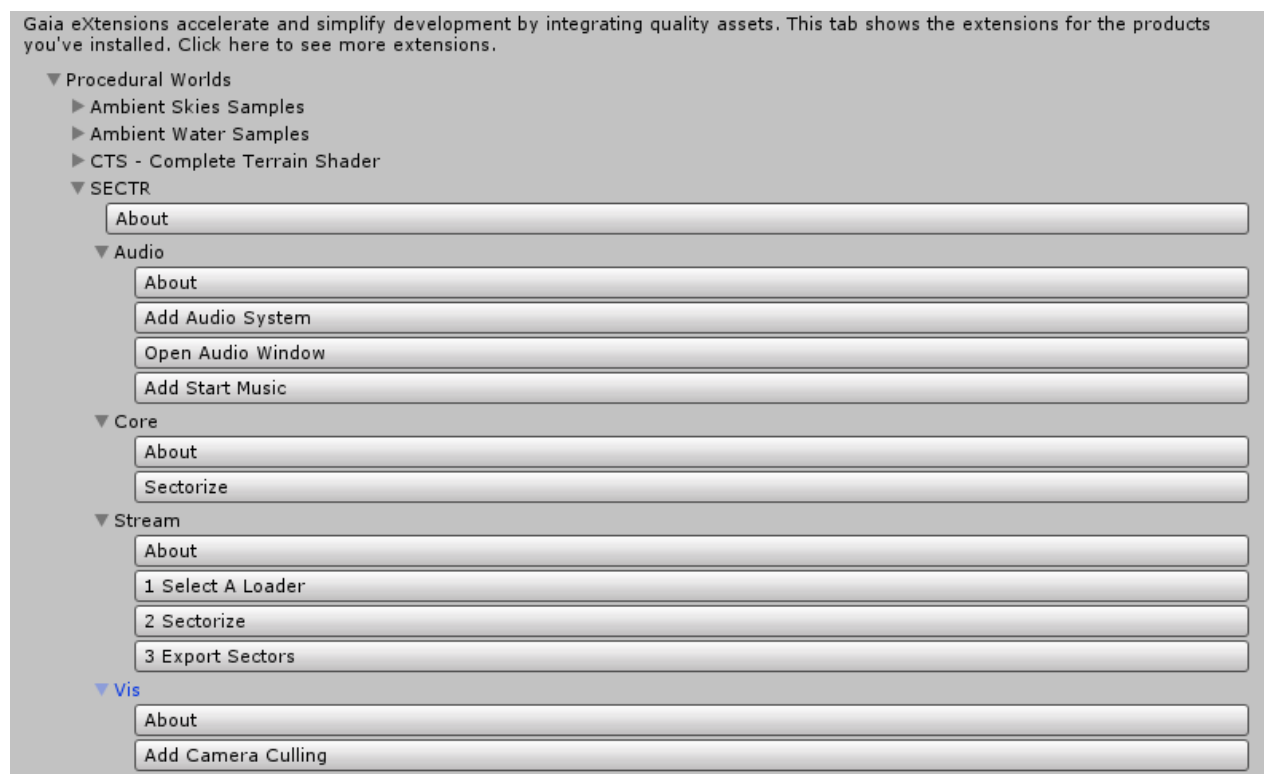 Gaia eXtensions accelerate and simplify development by integrating quality assets. This tab shows the extensions for the products
you've installed. Click here to see more extensions.
Procedural Worlds
Ambient Skies Samples
Ambient Water Samples
CTS - Complete Terrain Shader
SECTR
About
Audio
About
Add Audio System
Open Audio Window
Add Start Music
Core
About
Sectorize
Stream
About
1 Select A Loader
2 Sectorize
3 Export Sectors
Vis
About
Add Camera Culling